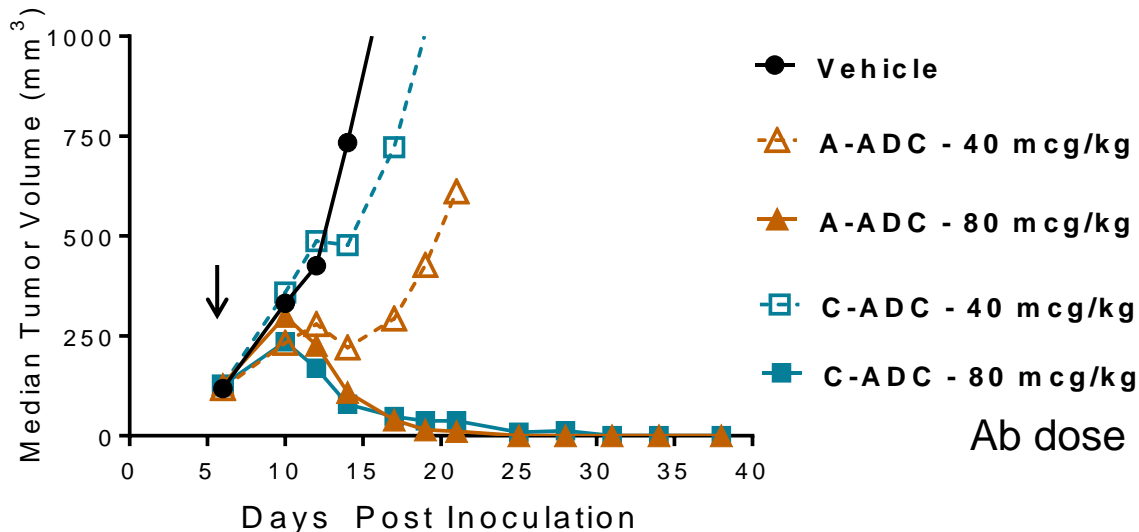 Median Tumor Volume (mm³)
1000
750
500
250
0
0 5 10 15 20 25 30 35 40
Days Post Inoculation
Vehicle
A-ADC - 40 mcg/kg
A-ADC - 80 mcg/kg
C-ADC - 40 mcg/kg
C-ADC - 80 mcg/kg
Ab dose